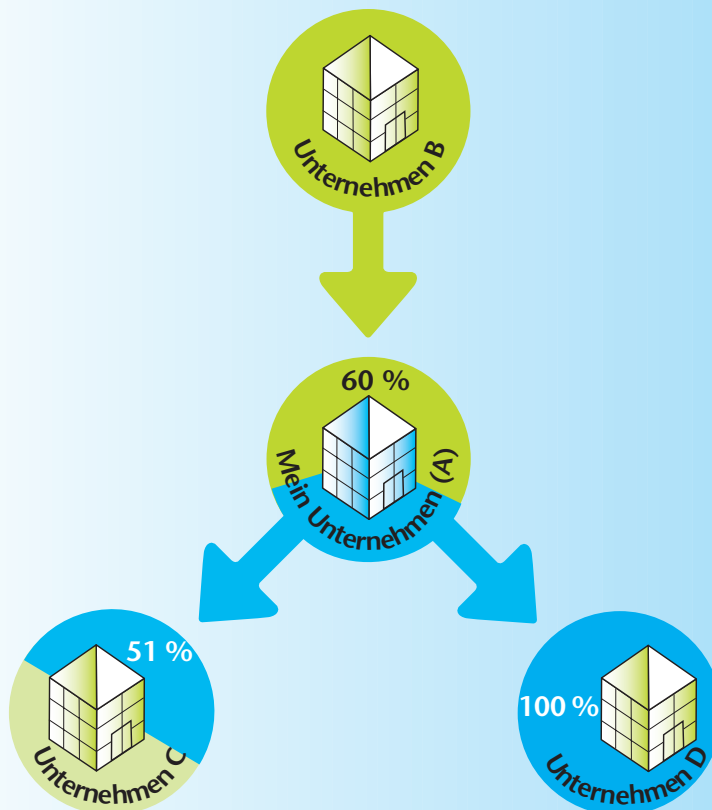 Unternehmen B
60 %
Mein Unternehmen (A)
51 %
Unternehmen C
100 %
Unternehmen D